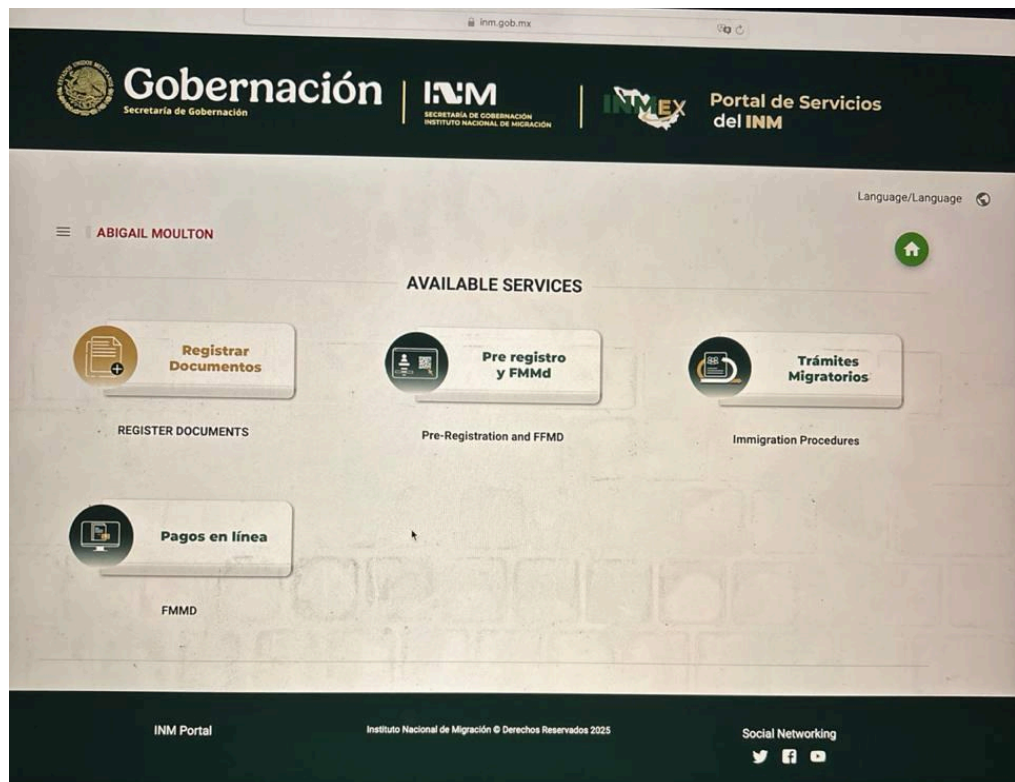 inm.gob.mx
Gobernación
Secretaría de Gobernación
INM
SECRETARÍA DE GOBERNACIÓN
INSTITUTO NACIONAL DE MIGRACIÓN
INMEX
Portal de Servicios
del INM
Language/Language
ABIGAIL MOULTON
AVAILABLE SERVICES
Registrar
Documentos
Pre registro
y FMMd
Trámites
Migratorios
REGISTER DOCUMENTS
Pre-Registration and FFMD
Immigration Procedures
Pagos en línea
FMMD
INM Portal
Instituto Nacional de Migración © Derechos Reservados 2025
Social Networking